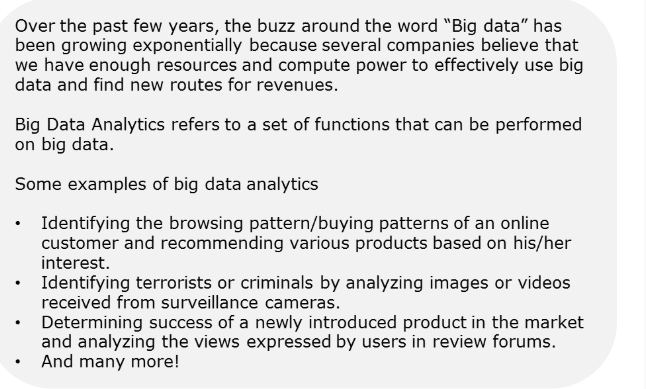 Over the past few years, the buzz around the word “Big data” has
been growing exponentially because several companies believe that
we have enough resources and compute power to effectively use big
data and find new routes for revenues.
Big Data Analytics refers to a set of functions that can be performed
on big data.
Some examples of big data analytics
• Identifying the browsing pattern/buying patterns of an online
customer and recommending various products based on his/her
interest.
• Identifying terrorists or criminals by analyzing images or videos
received from surveillance cameras.
• Determining success of a newly introduced product in the market
and analyzing the views expressed by users in review forums.
• And many more!